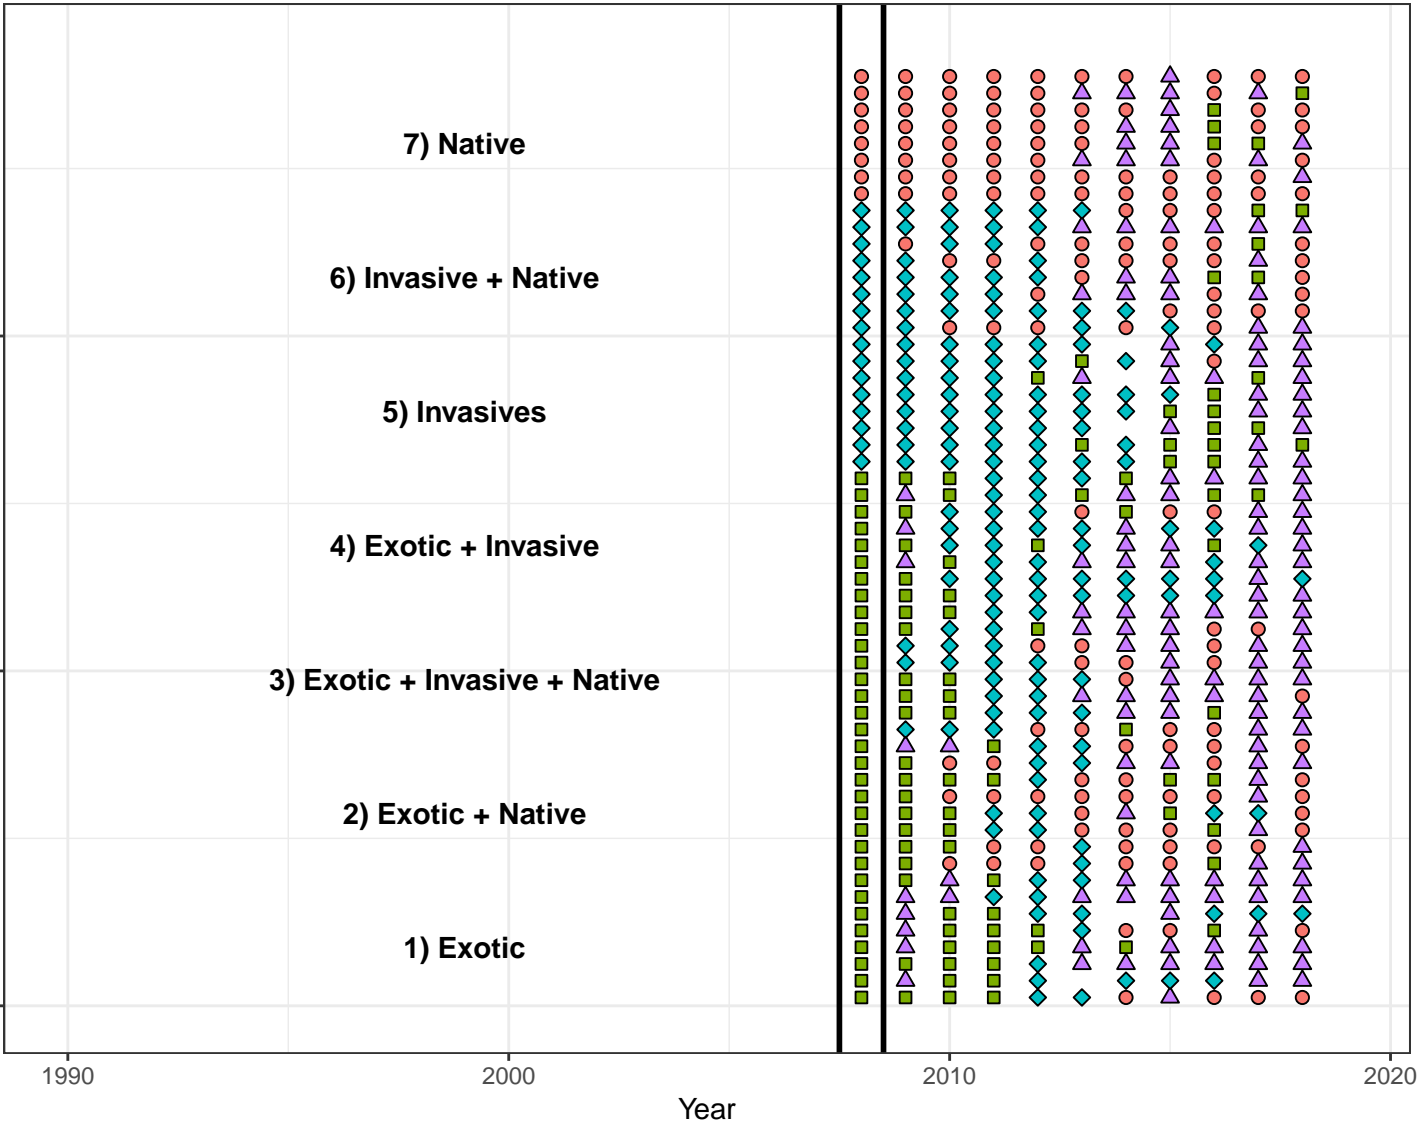 7) Native
6) Invasive + Native
5) Invasives
4) Exotic + Invasive
3) Exotic + Invasive + Native
2) Exotic + Native
1) Exotic
1990 2000 2010 2020
Year